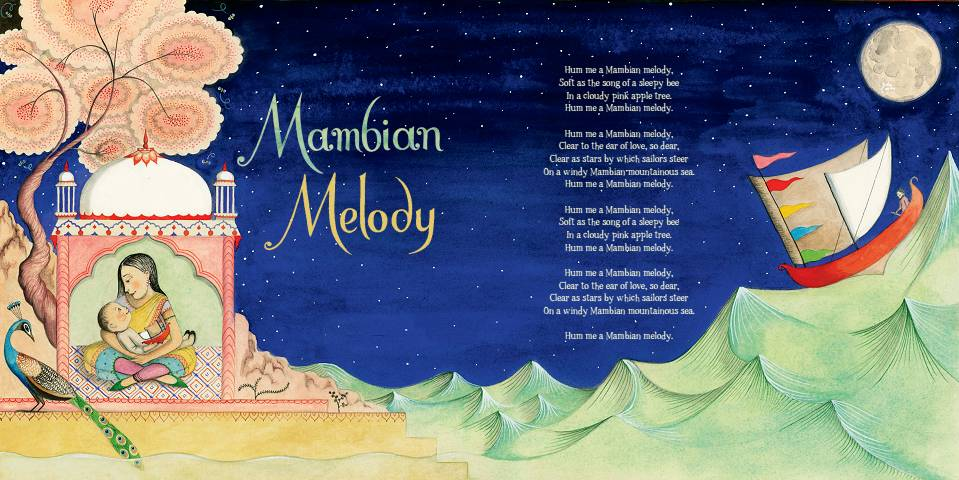 Mambian
Melody
Hum me a Mambian melody,
Soft as the song of a sleepy bee
In a cloudy pink apple tree.
Hum me a Mambian melody.
Hum me a Mambian melody,
Clear to the ear of love, so dear,
Clear as stars by which sailors steer
On a windy Mambian mountainous sea.
Hum me a Mambian melody.
Hum me a Mambian melody,
Soft as the song of a sleepy bee
In a cloudy pink apple tree.
Hum me a Mambian melody.
Hum me a Mambian melody,
Clear to the ear of love, so dear,
Clear as stars by which sailors steer
On a windy Mambian mountainous sea.
Hum me a Mambian melody.